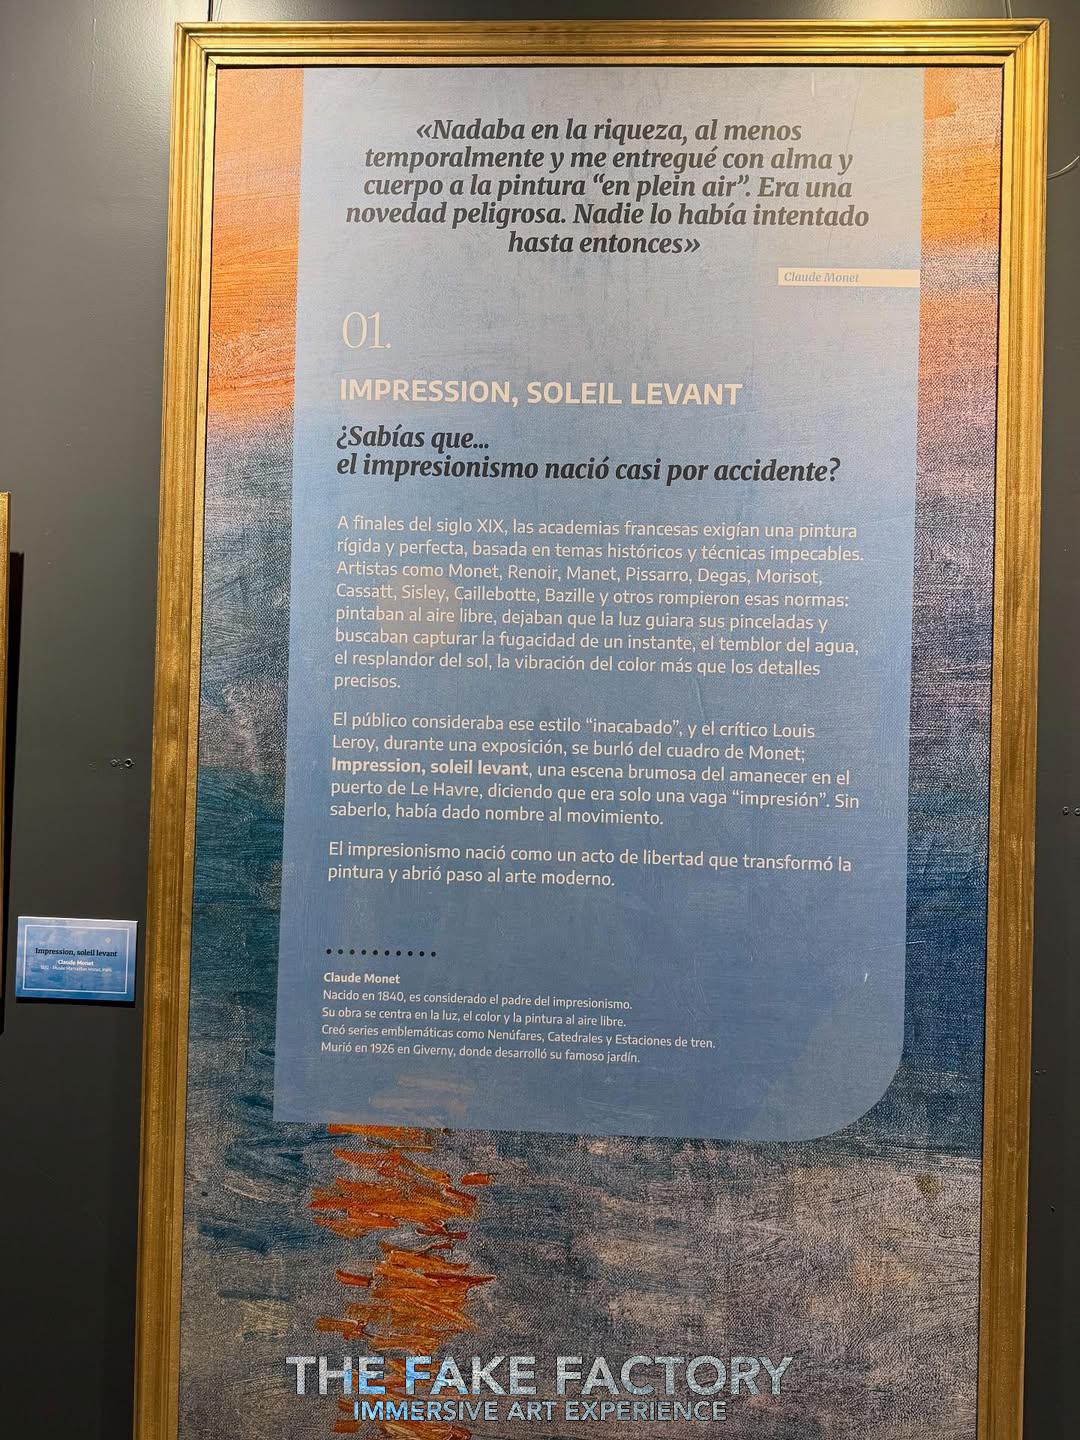 «Nadaba en la riqueza, al menos
temporalmente y me entregué con alma y
cuerpo a la pintura “en plein air”. Era una
novedad peligrosa. Nadie lo había intentado
hasta entonces»
Claude Monet
01.
IMPRESSION, SOLEIL LEVANT
¿Sabías que...
el impresionismo nació casi por accidente?
A finales del siglo XIX, las academias francesas exigían una pintura
rígida y perfecta, basada en temas históricos y técnicas impecables.
Artistas como Monet, Renoir, Manet, Pissarro, Degas, Morisot,
Cassatt, Sisley, Caillebotte, Bazille y otros rompieron esas normas:
pintaban al aire libre, dejaban que la luz guiara sus pinceladas y
buscaban capturar la fugacidad de un instante, el temblor del agua,
el resplandor del sol, la vibración del color más que los detalles
precisos.
El público consideraba ese estilo “inacabado”, y el crítico Louis
Leroy, durante una exposición, se burló del cuadro de Monet;
Impression, soleil levant, una escena brumosa del amanecer en el
puerto de Le Havre, diciendo que era solo una vaga “impresión”. Sin
saberlo, había dado nombre al movimiento.
El impresionismo nació como un acto de libertad que transformó la
pintura y abrió paso al arte moderno.
Claude Monet
Nacido en 1840, es considerado el padre del impresionismo.
Su obra se centra en la luz, el color y la pintura al aire libre.
Creó series emblemáticas como Nenúfares, Catedrales y Estaciones de tren.
Murió en 1926 en Giverny, donde desarrolló su famoso jardín.
Impression, soleil levant
Claude Monet
1872 - Musée Marmottan Monet, París
THE FAKE FACTORY
IMMERSIVE ART EXPERIENCE